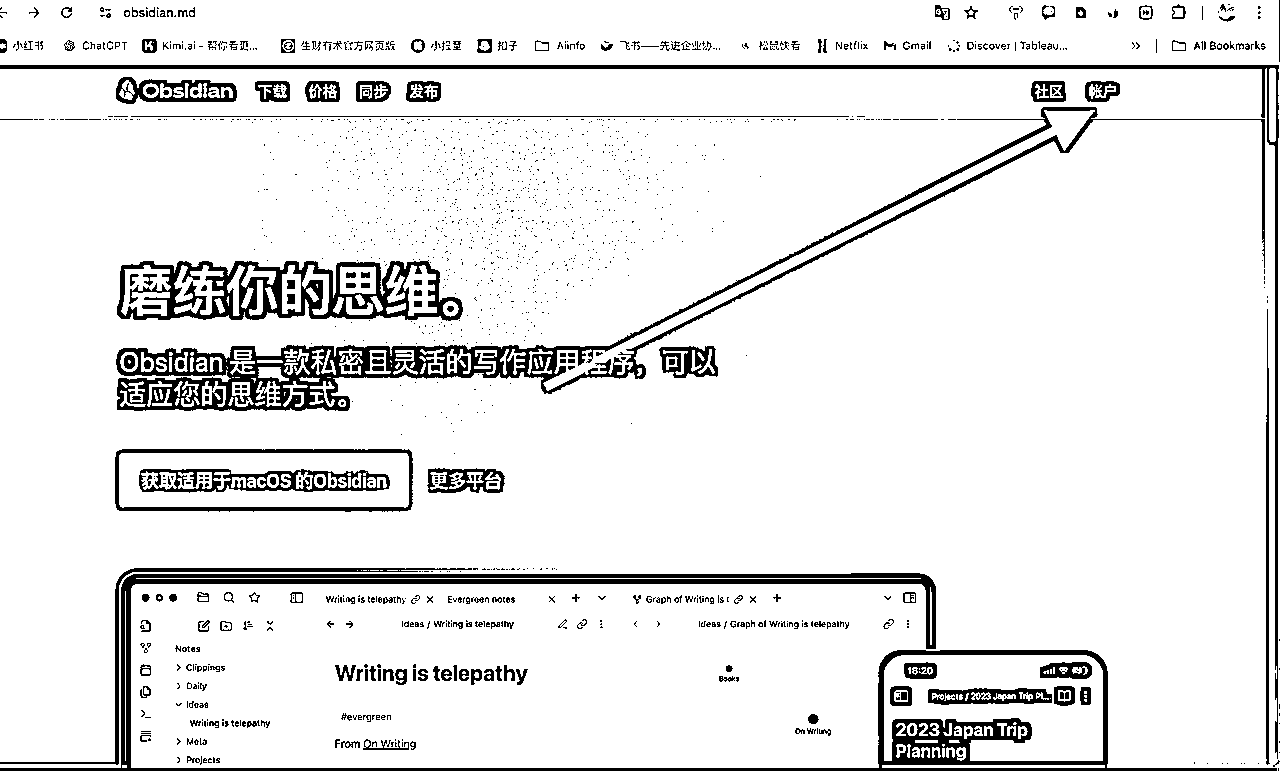 obsidian.md
小红书 ChatGPT Kimi.ai - 帮你看更... 生财有术官方网页版 小报童 扣子 AIinfo 飞书——先进企业协... 松鼠快看 Netflix Gmail Discover | Tableau... » All Bookmarks
Obsidian 下载 价格 同步 发布 社区 帐户
磨练你的思维。
Obsidian 是一款私密且灵活的写作应用程序，可以
适应您的思维方式。
获取适用于macOS 的Obsidian 更多平台
Writing is telepathy Evergreen notes Graph of Writing is t
Ideas / Writing is telepathy Ideas / Graph of Writing is telepathy
Notes
Clippings
Daily
Ideas
Writing is telepathy
Meta
Projects
Writing is telepathy
#evergreen
From On Writing
Books
On Writing
18:20
Projects / 2023 Japan Trip Pl...
2023 Japan Trip
Planning